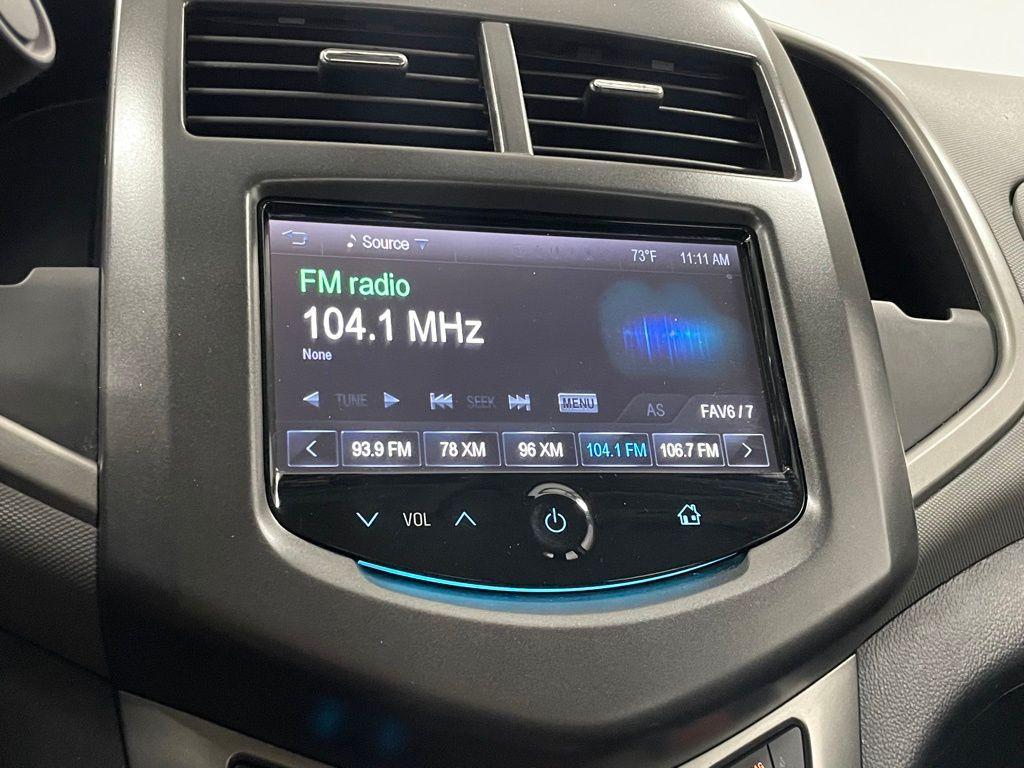 Source 73°F 11:11 AM
FM radio
104.1 MHz
None
TUNE SEEK MENU AS FAV6 / 7
93.9 FM 78 XM 96 XM 104.1 FM 106.7 FM
VOL